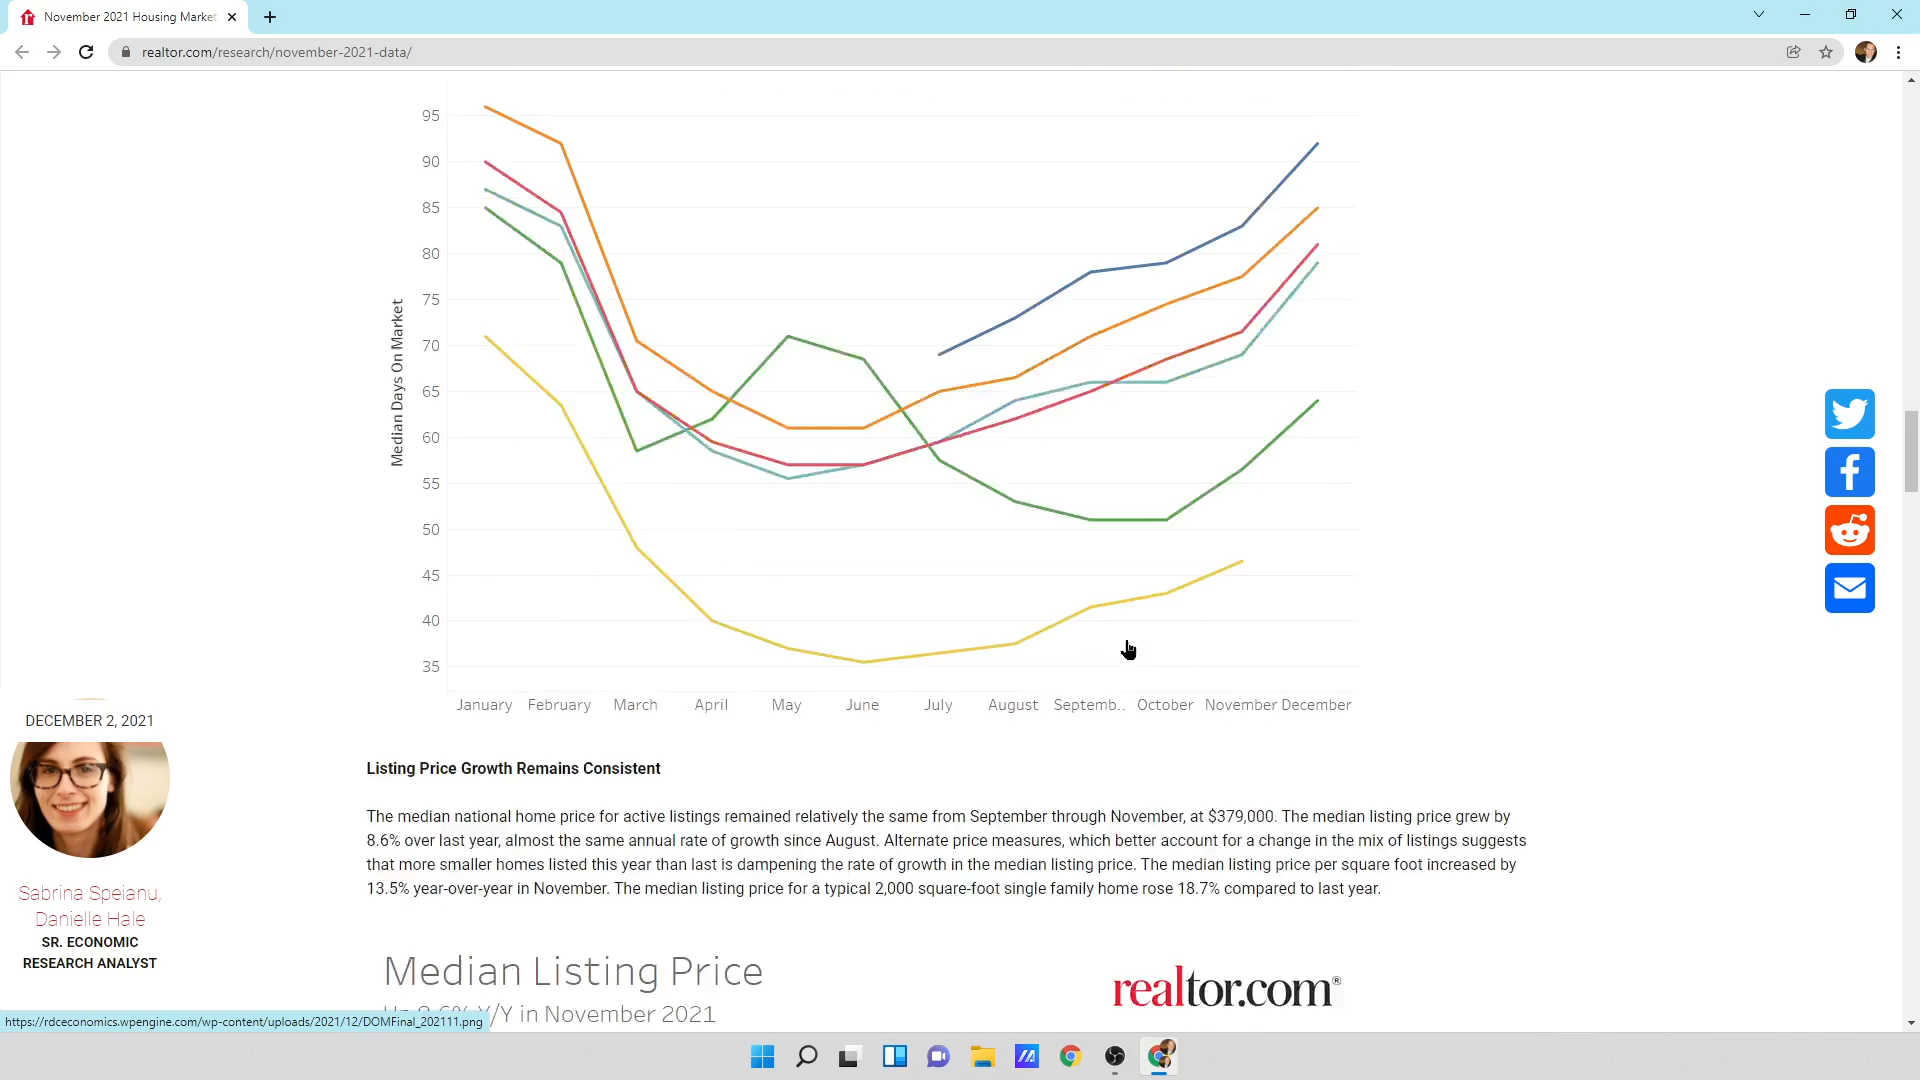 November 2021 Housing Market
realtor.com/research/november-2021-data/
95
90
85
80
75
70
65
60
55
50
45
40
35
Median Days On Market
January February March April May June July August Septemb.. October November December
DECEMBER 2, 2021
Sabrina Speianu,
Danielle Hale
SR. ECONOMIC
RESEARCH ANALYST
Listing Price Growth Remains Consistent
The median national home price for active listings remained relatively the same from September through November, at $379,000. The median listing price grew by
8.6% over last year, almost the same annual rate of growth since August. Alternate price measures, which better account for a change in the mix of listings suggests
that more smaller homes listed this year than last is dampening the rate of growth in the median listing price. The median listing price per square foot increased by
13.5% year-over-year in November. The median listing price for a typical 2,000 square-foot single family home rose 18.7% compared to last year.
Median Listing Price
realtor.com®
Up 8.6% Y/Y in November 2021
https://rdceconomics.wpengine.com/wp-content/uploads/2021/12/DOMFinal_202111.png